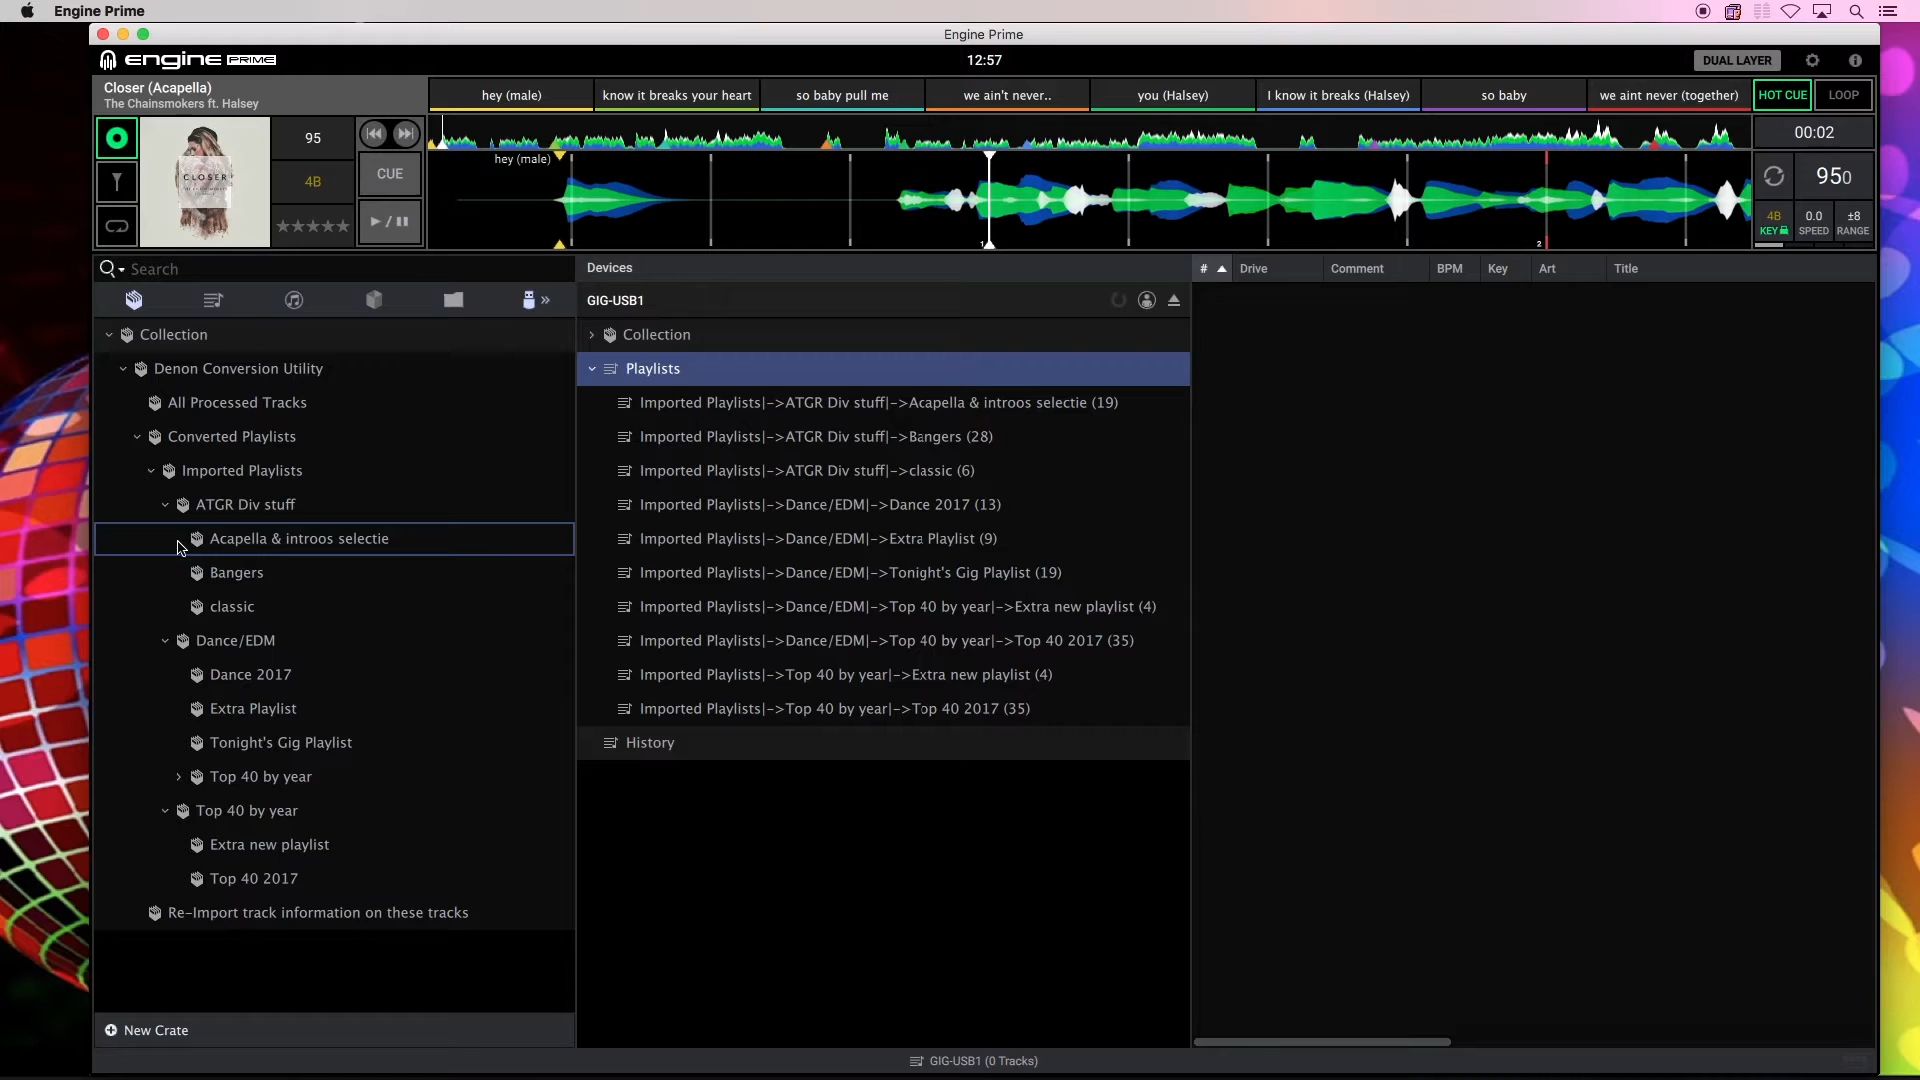 Engine Prime
Engine Prime
engine PRIME
12:57
DUAL LAYER
Closer (Acapella)
The Chainsmokers ft. Halsey
hey (male)
know it breaks your heart
so baby pull me
we ain't never..
you (Halsey)
I know it breaks (Halsey)
so baby
we aint never (together)
HOT CUE
LOOP
CLOSER
95
4B
CUE
hey (male)
1
2
00:02
950
4B
KEY
0.0
SPEED
±8
RANGE
Search
Devices
# Drive Comment BPM Key Art Title
GIG-USB1
Collection
Denon Conversion Utility
All Processed Tracks
Converted Playlists
Imported Playlists
ATGR Div stuff
Acapella & introos selectie
Bangers
classic
Dance/EDM
Dance 2017
Extra Playlist
Tonight's Gig Playlist
Top 40 by year
Top 40 by year
Extra new playlist
Top 40 2017
Re-Import track information on these tracks
New Crate
Collection
Playlists
Imported Playlists|->ATGR Div stuff|->Acapella & introos selectie (19)
Imported Playlists|->ATGR Div stuff|->Bangers (28)
Imported Playlists|->ATGR Div stuff|->classic (6)
Imported Playlists|->Dance/EDM|->Dance 2017 (13)
Imported Playlists|->Dance/EDM|->Extra Playlist (9)
Imported Playlists|->Dance/EDM|->Tonight's Gig Playlist (19)
Imported Playlists|->Dance/EDM|->Top 40 by year|->Extra new playlist (4)
Imported Playlists|->Dance/EDM|->Top 40 by year|->Top 40 2017 (35)
Imported Playlists|->Top 40 by year|->Extra new playlist (4)
Imported Playlists|->Top 40 by year|->Top 40 2017 (35)
History
GIG-USB1 (0 Tracks)